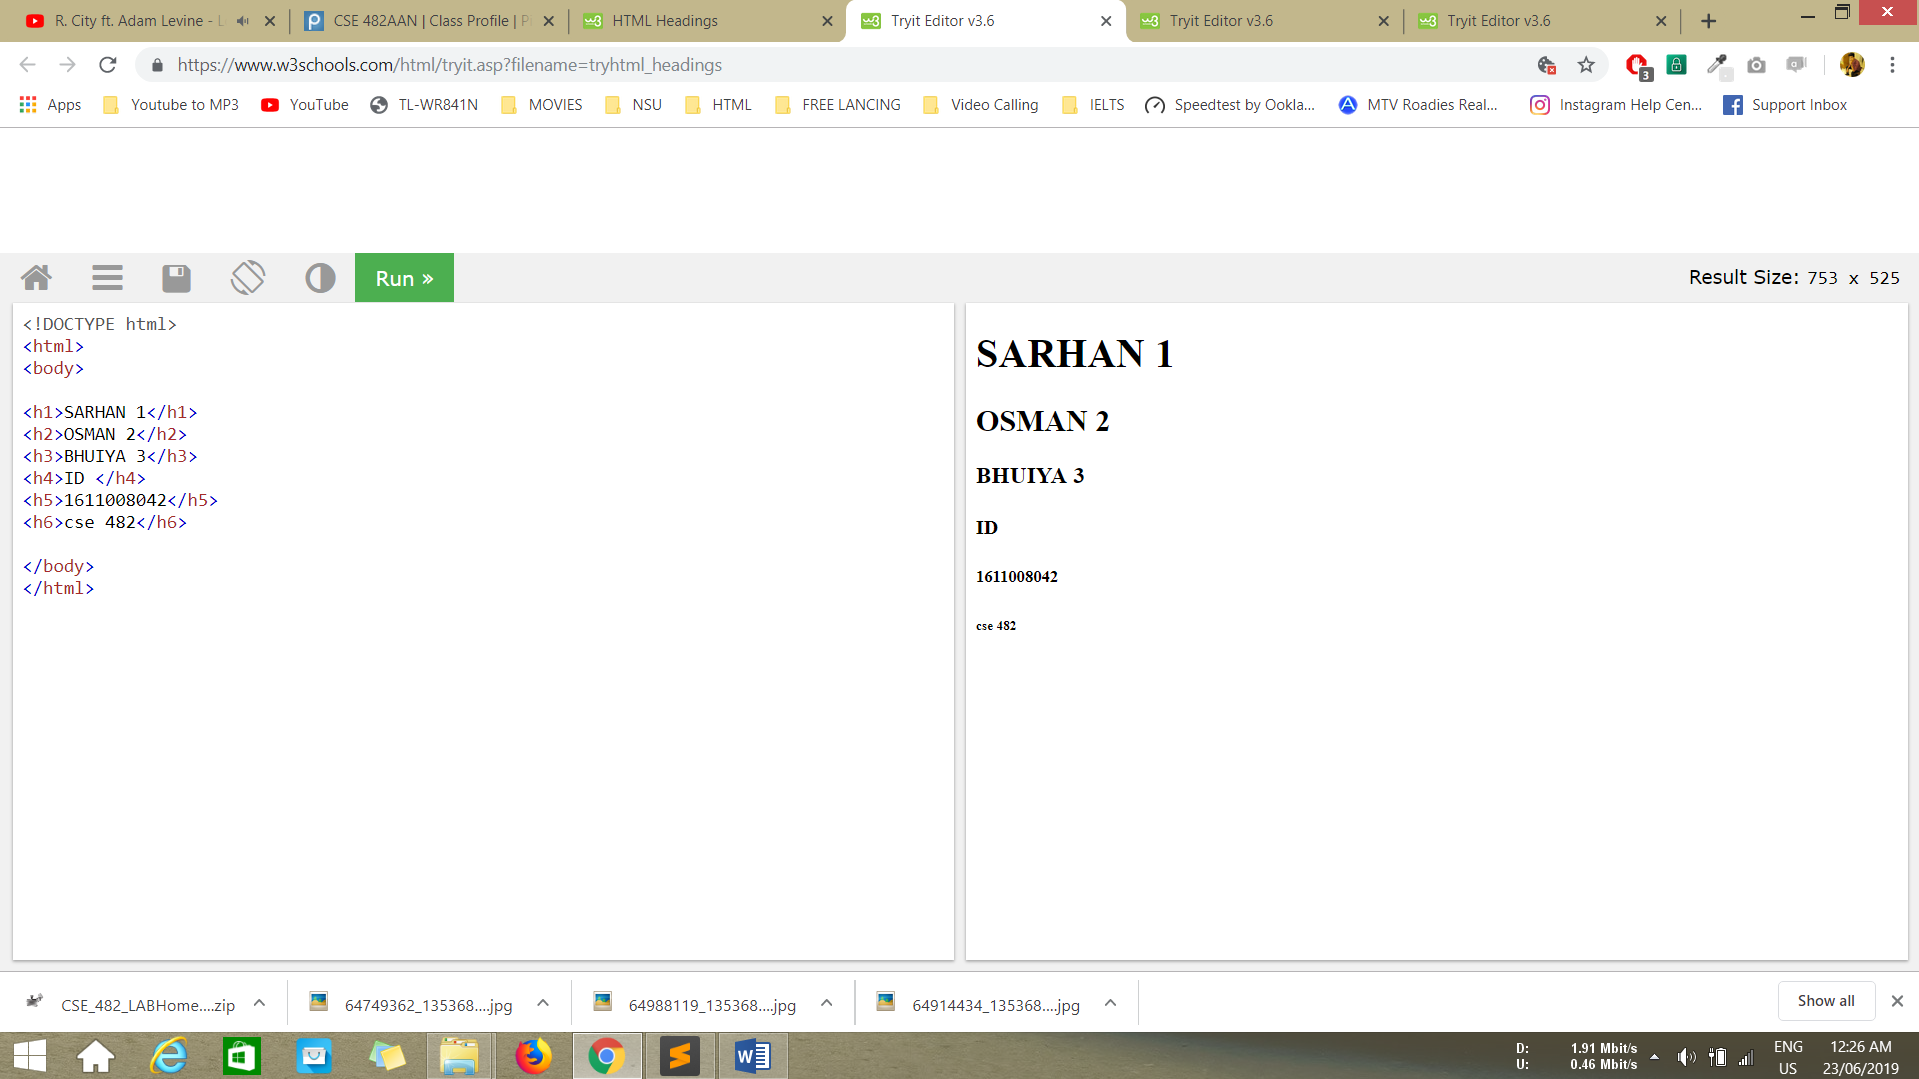 R. City ft. Adam Levine - L
CSE 482AAN | Class Profile | P
HTML Headings
Tryit Editor v3.6
Tryit Editor v3.6
Tryit Editor v3.6
https://www.w3schools.com/html/tryit.asp?filename=tryhtml_headings
3
Apps
Youtube to MP3
YouTube
TL-WR841N
MOVIES
NSU
HTML
FREE LANCING
Video Calling
IELTS
Speedtest by Ookla...
MTV Roadies Real...
Instagram Help Cen...
Support Inbox
Run »
Result Size: 753 x 525
<!DOCTYPE html>
<html>
<body>
<h1>SARHAN 1</h1>
<h2>OSMAN 2</h2>
<h3>BHUIYA 3</h3>
<h4>ID </h4>
<h5>1611008042</h5>
<h6>cse 482</h6>
</body>
</html>
SARHAN 1
OSMAN 2
BHUIYA 3
ID
1611008042
cse 482
CSE_482_LABHome....zip
64749362_135368....jpg
64988119_135368....jpg
64914434_135368....jpg
Show all
D: 1.91 Mbit/s
U: 0.46 Mbit/s
ENG
US
12:26 AM
23/06/2019